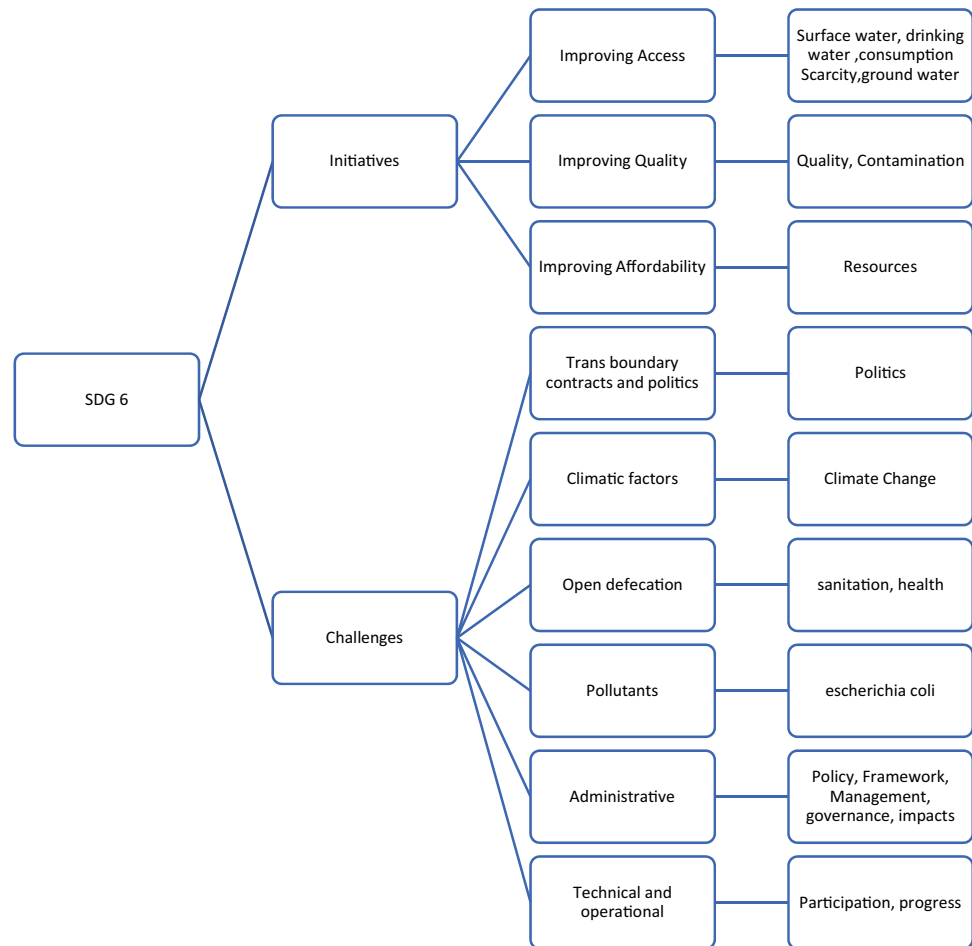 Improving Access
Surface water, drinking
water ,consumption
Scarcity,ground water
Initiatives
Improving Quality
Quality, Contamination
Improving Affordability
Resources
SDG 6
Trans boundary
contracts and politics
Politics
Climatic factors
Climate Change
Open defecation
sanitation, health
Challenges
Pollutants
escherichia coli
Administrative
Policy, Framework,
Management,
governance, impacts
Technical and
operational
Participation, progress